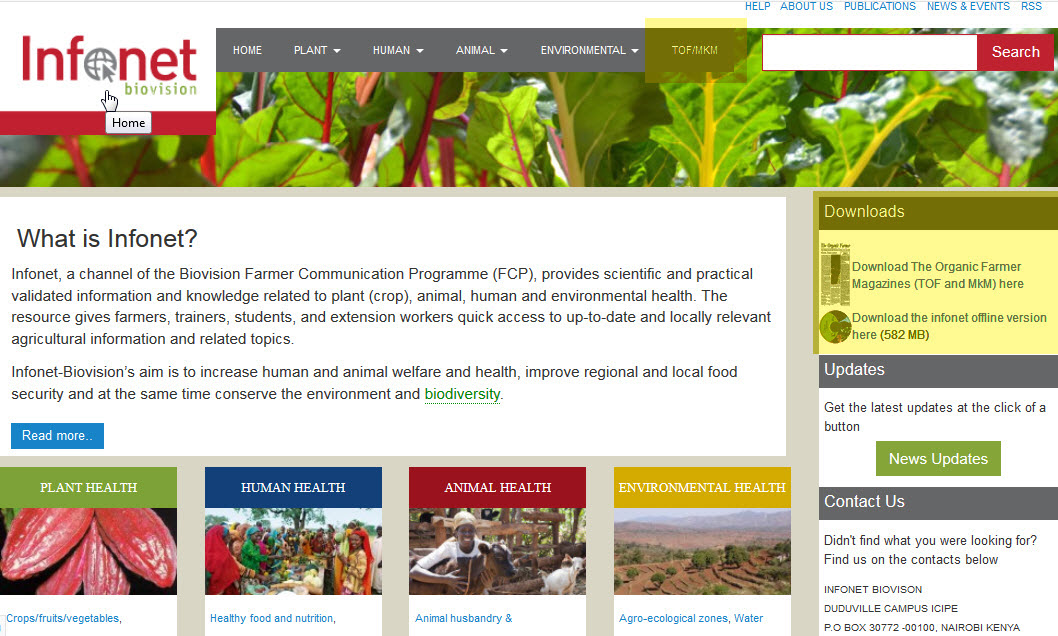 HELP ABOUT US PUBLICATIONS NEWS & EVENTS RSS
Infonet
biovision
Home
HOME PLANT HUMAN ANIMAL ENVIRONMENTAL TOF/MKM
Search
What is Infonet?
Infonet, a channel of the Biovision Farmer Communication Programme (FCP), provides scientific and practical
validated information and knowledge related to plant (crop), animal, human and environmental health. The
resource gives farmers, trainers, students, and extension workers quick access to up-to-date and locally relevant
agricultural information and related topics.
Infonet-Biovision's aim is to increase human and animal welfare and health, improve regional and local food
security and at the same time conserve the environment and biodiversity.
Read more..
PLANT HEALTH
Crops/fruits/vegetables,
HUMAN HEALTH
Healthy food and nutrition,
ANIMAL HEALTH
Animal husbandry &
ENVIRONMENTAL HEALTH
Agro-ecological zones, Water
Downloads
The Organic Farmer
Download The Organic Farmer
Magazines (TOF and MkM) here
Download the infonet offline version
here (582 MB)
Updates
Get the latest updates at the click of a
button
News Updates
Contact Us
Didn't find what you were looking for?
Find us on the contacts below
INFONET BIOVISON
DUDUVILLE CAMPUS ICIPE
P.O BOX 30772 -00100, NAIROBI KENYA